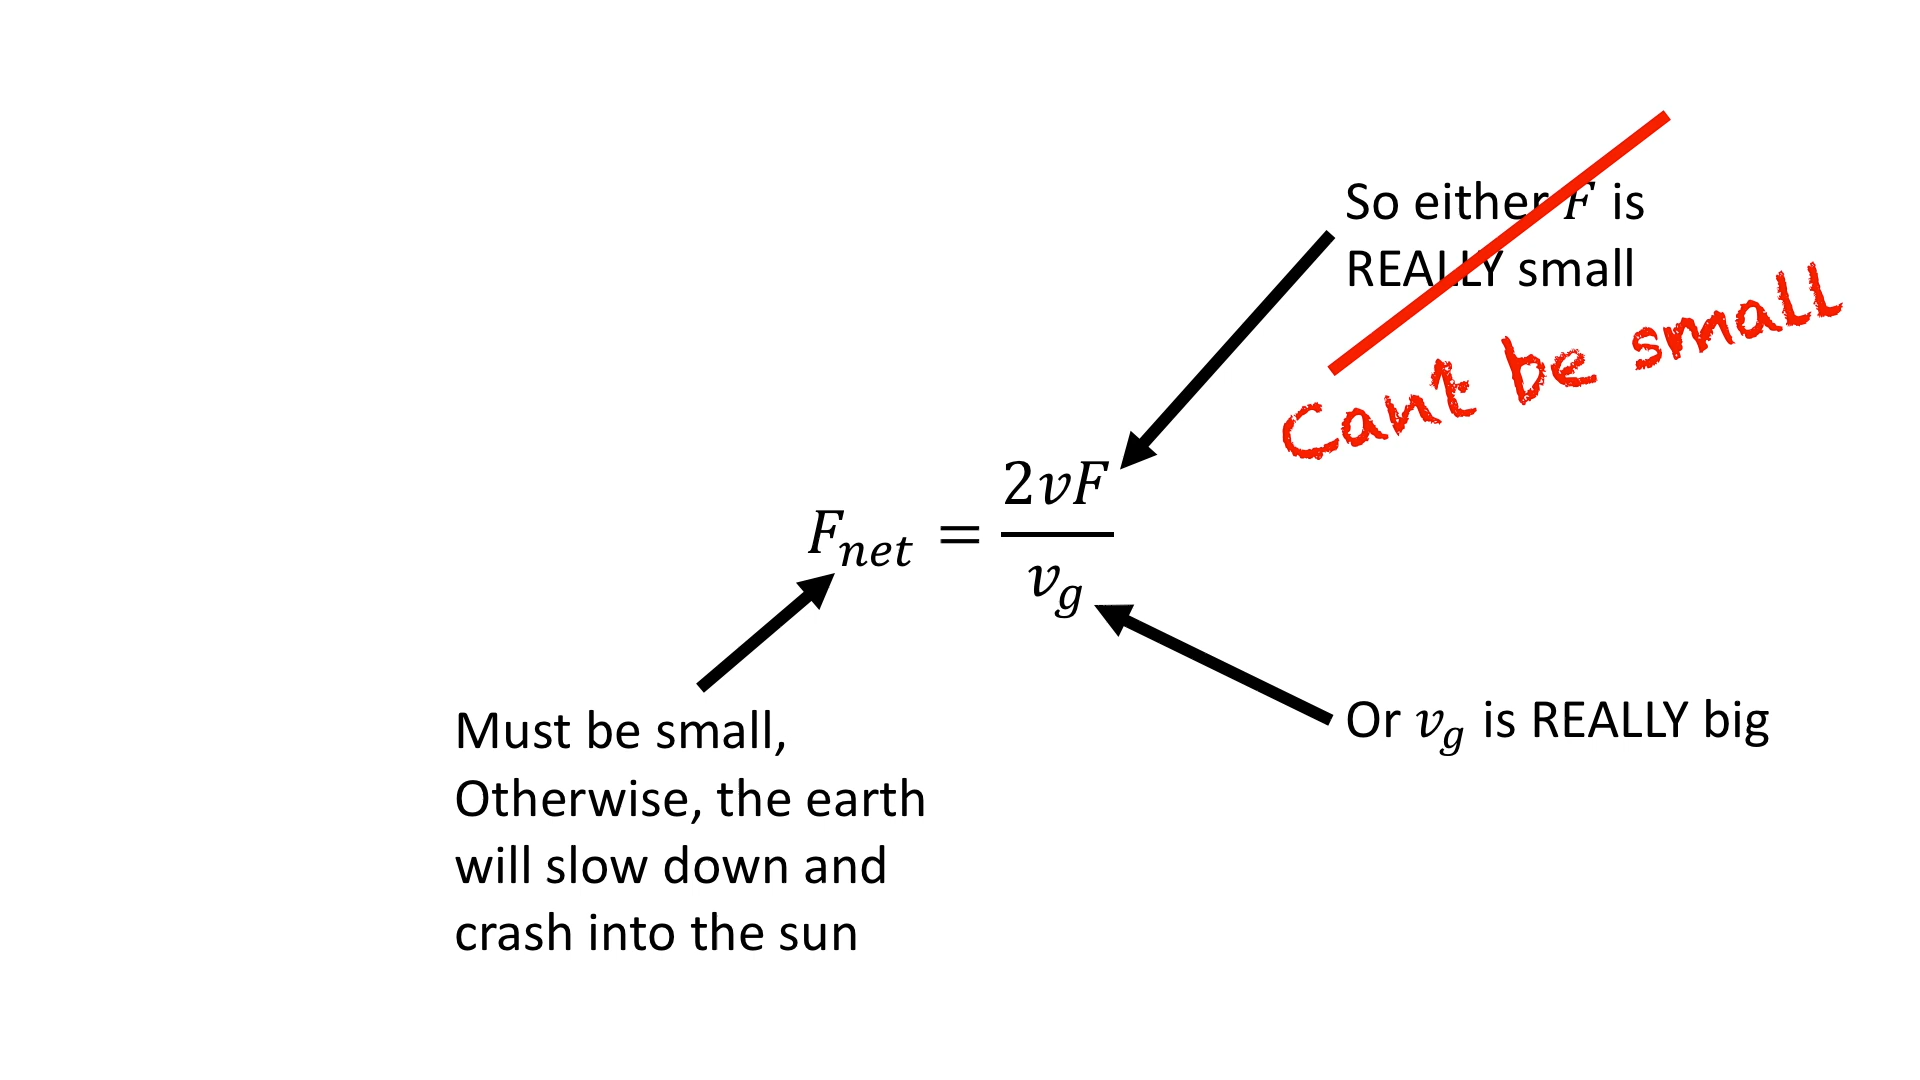 So either F is
REALLY small
Can't be small
F_net = 2vF / v_g
Must be small,
Otherwise, the earth
will slow down and
crash into the sun
Or v_g is REALLY big